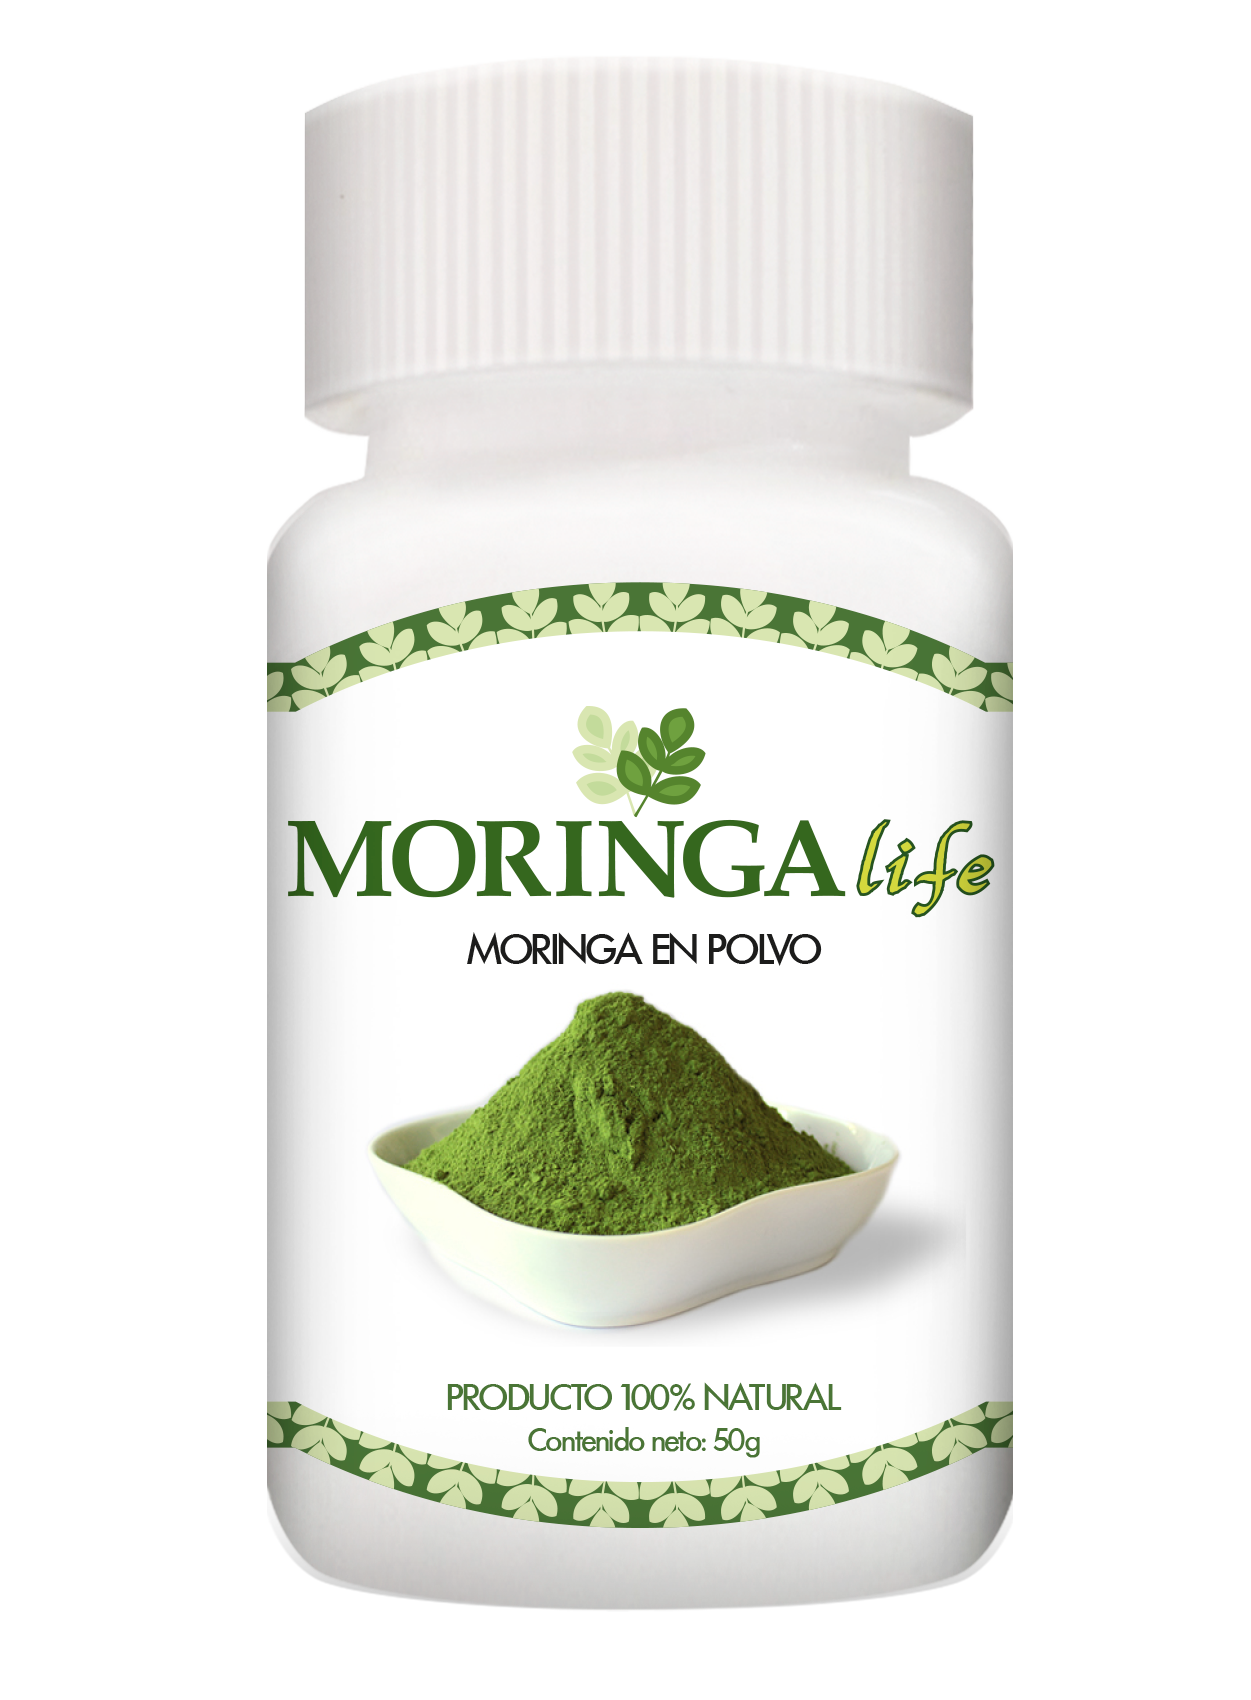 MORINGA life
MORINGA EN POLVO
PRODUCTO 100% NATURAL
Contenido neto: 50g